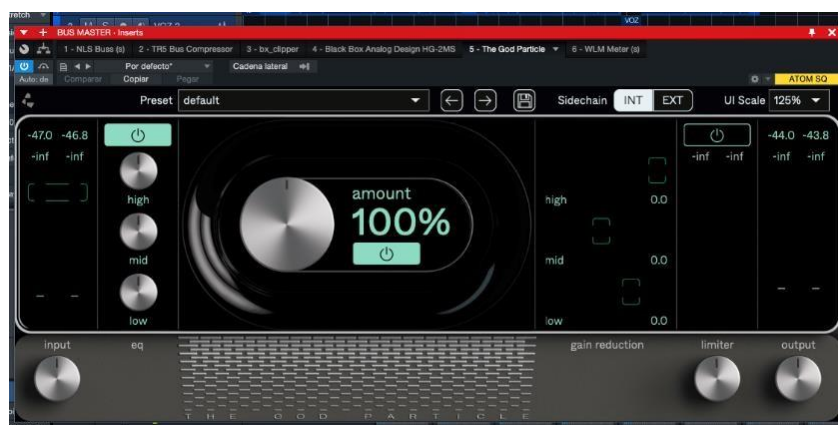 VOZ
BUS MASTER - Inserts
1 - NLS Buss (s) 2 - TR5 Bus Compressor 3 - bx_clipper 4 - Black Box Analog Design HG-2MS 5 - The God Particle 6 - WLM Meter (s)
Por defecto* Cadena lateral
Auto: de Comparar Copiar Pegar ATOM SQ
Preset default Sidechain INT EXT UI Scale 125%
-47.0 -46.8 -44.0 -43.8
-inf -inf -inf -inf -inf -inf
amount
high high 0.0
100%
mid mid 0.0
low low 0.0
input eq gain reduction limiter output
THE GOD PARTICLE